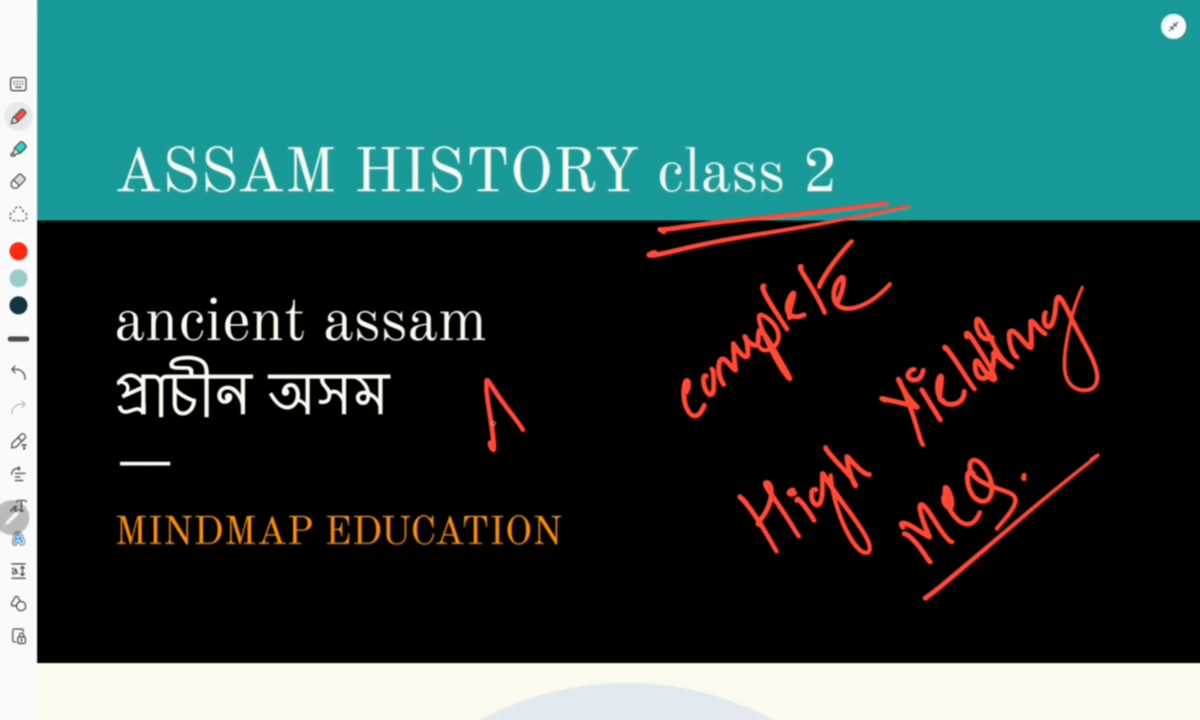 ASSAM HISTORY class 2
ancient assam
প্ৰাচীন অসম
MINDMAP EDUCATION
complete
High Yielding
MCQ.